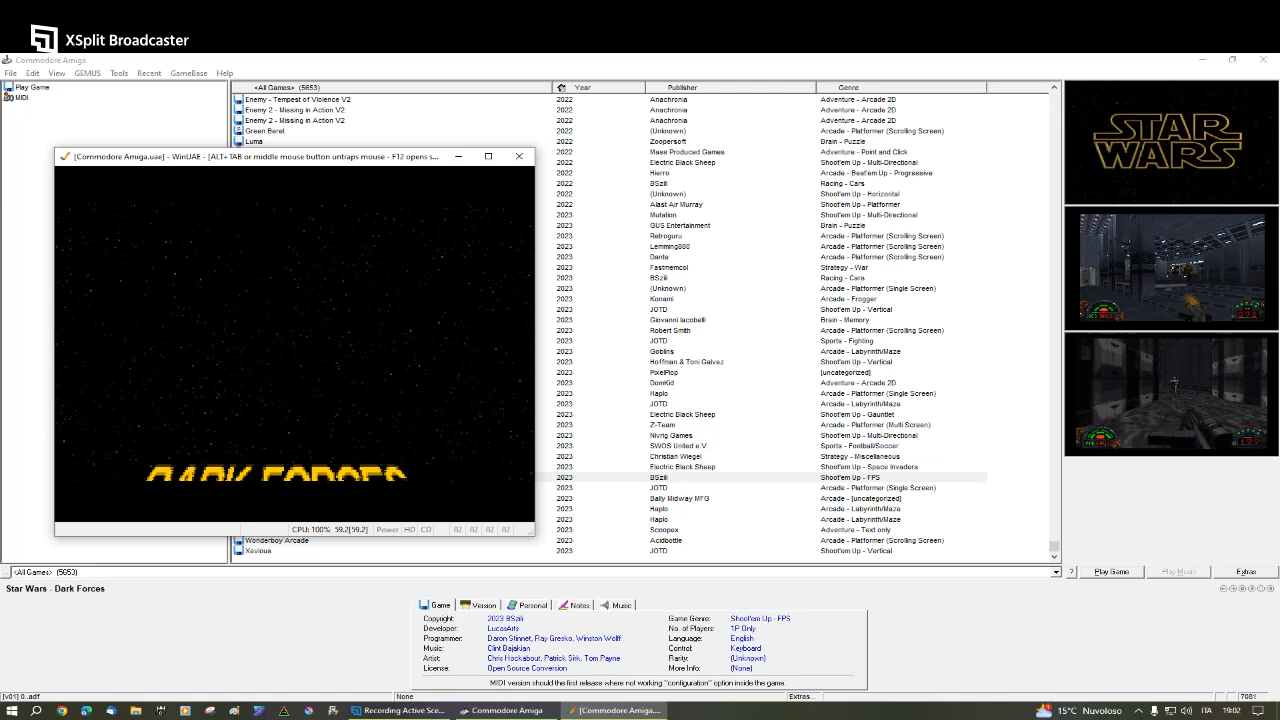 XSplit Broadcaster
Commodore Amiga
File Edit View GEMUS Tools Recent GameBase Help
Play Game
MIDI
<All Games> (5653) Year Publisher Genre
Enemy - Tempest of Violence V2 2022 Anachronia Adventure - Arcade 2D
Enemy 2 - Missing in Action V2 2022 Anachronia Adventure - Arcade 2D
Enemy 2 - Missing in Action V2 2022 Anachronia Adventure - Arcade 2D
Green Beret 2022 (Unknown) Arcade - Platformer (Scrolling Screen)
Luma 2022 Zoopersoft Brain - Puzzle
2022 Mass Produced Games Adventure - Point and Click
2022 Electric Black Sheep Shoot'em Up - Multi-Directional
2022 Hierro Arcade - Beat'em Up - Progressive
2022 BSzili Racing - Cars
2022 (Unknown) Shoot'em Up - Horizontal
2022 Alast Air Murray Shoot'em Up - Platformer
2023 Mutation Shoot'em Up - Multi-Directional
2023 GUS Entertainment Brain - Puzzle
2023 Retroguru Arcade - Platformer (Scrolling Screen)
2023 Lemming880 Arcade - Platformer (Scrolling Screen)
2023 Dante Arcade - Platformer (Scrolling Screen)
2023 Fastmemcol Strategy - War
2023 BSzili Racing - Cars
2023 (Unknown) Arcade - Platformer (Single Screen)
2023 Konami Arcade - Frogger
2023 JOTD Shoot'em Up - Vertical
2023 Giovanni Iacobelli Brain - Memory
2023 Robert Smith Arcade - Platformer (Scrolling Screen)
2023 JOTD Sports - Fighting
2023 Goblins Arcade - Labyrinth/Maze
2023 Hoffman & Toni Galvez Shoot'em Up - Vertical
2023 PixelPlop [uncategorized]
2023 DomKid Adventure - Arcade 2D
2023 Haplo Arcade - Platformer (Single Screen)
2023 JOTD Arcade - Labyrinth/Maze
2023 Electric Black Sheep Shoot'em Up - Gauntlet
2023 Z-Team Arcade - Platformer (Multi Screen)
2023 Nivrig Games Shoot'em Up - Multi-Directional
2023 SWOS United e.V. Sports - Football/Soccer
2023 Christian Wiegel Strategy - Miscellaneous
2023 Electric Black Sheep Shoot'em Up - Space Invaders
2023 BSzili Shoot'em Up - FPS
2023 JOTD Arcade - Platformer (Single Screen)
2023 Bally Midway MFG Arcade - [uncategorized]
2023 Haplo Arcade - Labyrinth/Maze
2023 Haplo Arcade - Labyrinth/Maze
2023 Scoopex Adventure - Text only
Wonderboy Arcade 2023 Acidbottle Arcade - Platformer (Scrolling Screen)
Xevious 2023 JOTD Shoot'em Up - Vertical
[Commodore Amiga.uae] - WinUAE - [ALT+TAB or middle mouse button untraps mouse - F12 opens s...
DARK FORCES
CPU: 100% 59.2[59.2] Power HD CD 02 02 02 02
STAR
WARS
<All Games> (5653) ? Play Game Play Music Extras
Star Wars - Dark Forces
Game Version Personal Notes Music
Copyright: 2023 BSzili Game Genre: Shoot'em Up - FPS
Developer: LucasArts No. of Players: 1P Only
Programmer: Daron Stinnet, Ray Gresko, Winston Wolff Language: English
Music: Clint Bajakian Control: Keyboard
Artist: Chris Hockabout, Patrick Sirk, Tom Payne Rarity: (Unknown)
License: Open Source Conversion More Info: (None)
MIDI version should the first release where not working "configuration" option inside the game.
[v01] 0..adf None Extras... 7081
Recording Active Sce... Commodore Amiga [Commodore Amiga.... 15°C Nuvoloso ITA 19:02